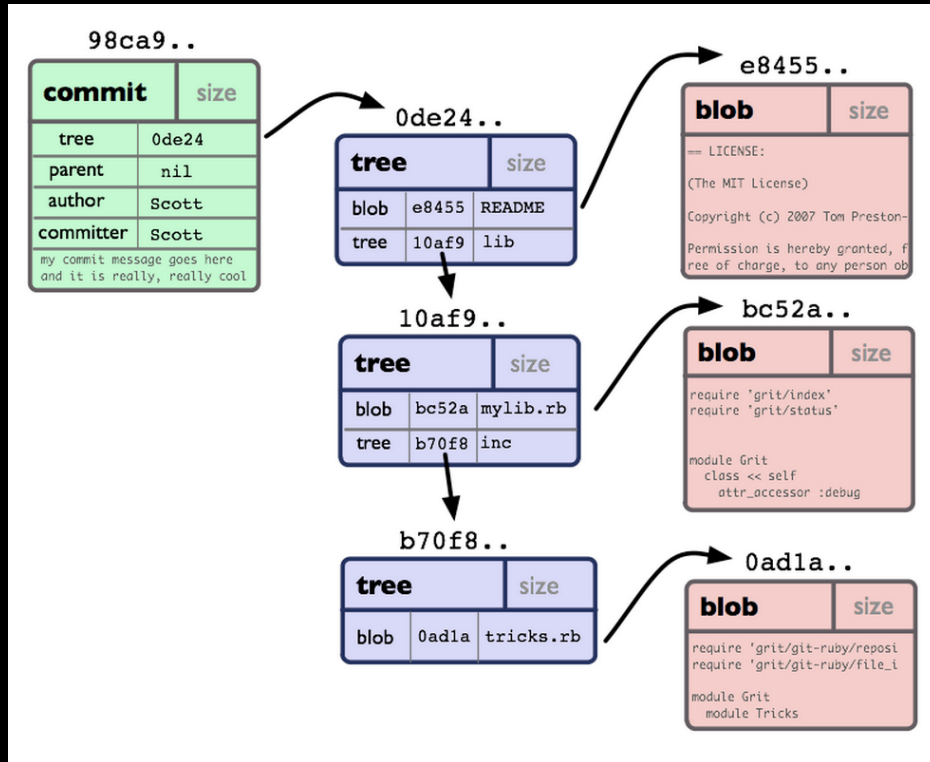 98ca9..
commit size
tree 0de24
parent nil
author Scott
committer Scott
my commit message goes here
and it is really, really cool
0de24..
tree size
blob e8455 README
tree 10af9 lib
10af9..
tree size
blob bc52a mylib.rb
tree b70f8 inc
b70f8..
tree size
blob 0ad1a tricks.rb
e8455..
blob size
== LICENSE:
(The MIT License)
Copyright (c) 2007 Tom Preston-
Permission is hereby granted, f
ree of charge, to any person ob
bc52a..
blob size
require 'grit/index'
require 'grit/status'
module Grit
class << self
attr_accessor :debug
0ad1a..
blob size
require 'grit/git-ruby/reposi
require 'grit/git-ruby/file_i
module Grit
module Tricks